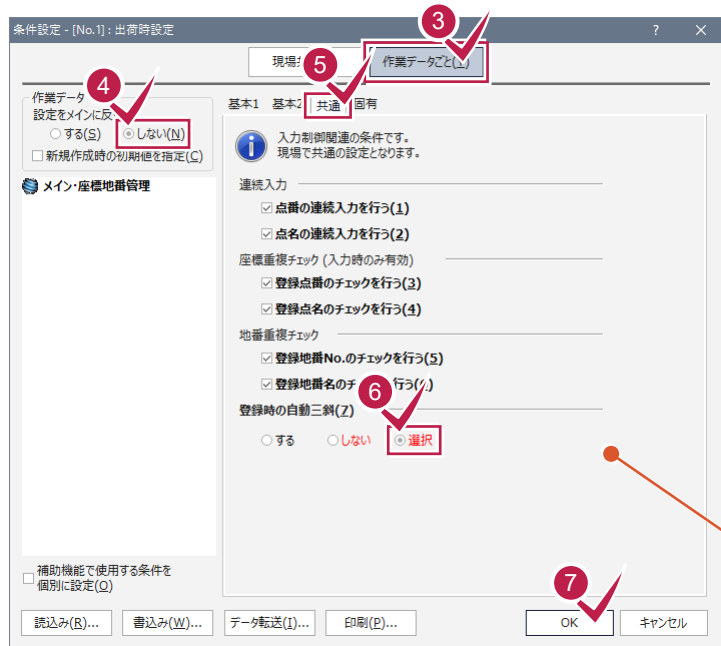 条件設定 - [No.1] : 出荷時設定 ? ×
3
現場 作業データごと(
5
4
作業データ
設定をメインに反
する(S) しない(N)
新規作成時の初期値を指定(C)
メイン・座標地番管理
基本1 基本2 共通 固有
入力制御関連の条件です。
現場で共通の設定となります。
連続入力
点番の連続入力を行う(1)
点名の連続入力を行う(2)
座標重複チェック (入力時のみ有効)
登録点番のチェックを行う(3)
登録点名のチェックを行う(4)
地番重複チェック
登録地番No.のチェックを行う(5)
登録地番名のチ 行う(
6
登録時の自動三斜(7)
する しない 選択
補助機能で使用する条件を
個別に設定(O)
7
読込み(R)... 書込み(W)... データ転送(I)... 印刷(P)... OK キャンセル